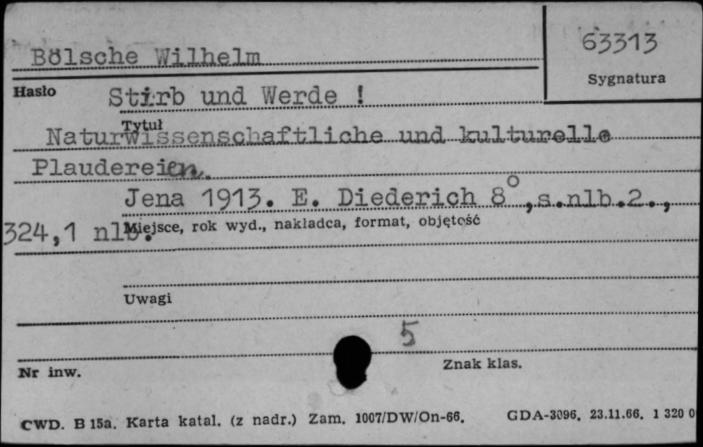 Bölsche Wilhelm
63313
Sygnatura
Hasło
Stirb und Werde !
Tytuł
Naturwissenschaftliche und kulturelle
Plaudereien.
Jena 1913. E. Diederich 8°, s.nlb.2.,
324,1 nlb.
Miejsce, rok wyd., nakładca, format, objętość
Uwagi
5
Nr inw.
Znak klas.
CWD. B 15a. Karta katal. (z nadr.) Zam. 1007/DW/On-66. GDA-3096. 23.11.66. 1 320 0